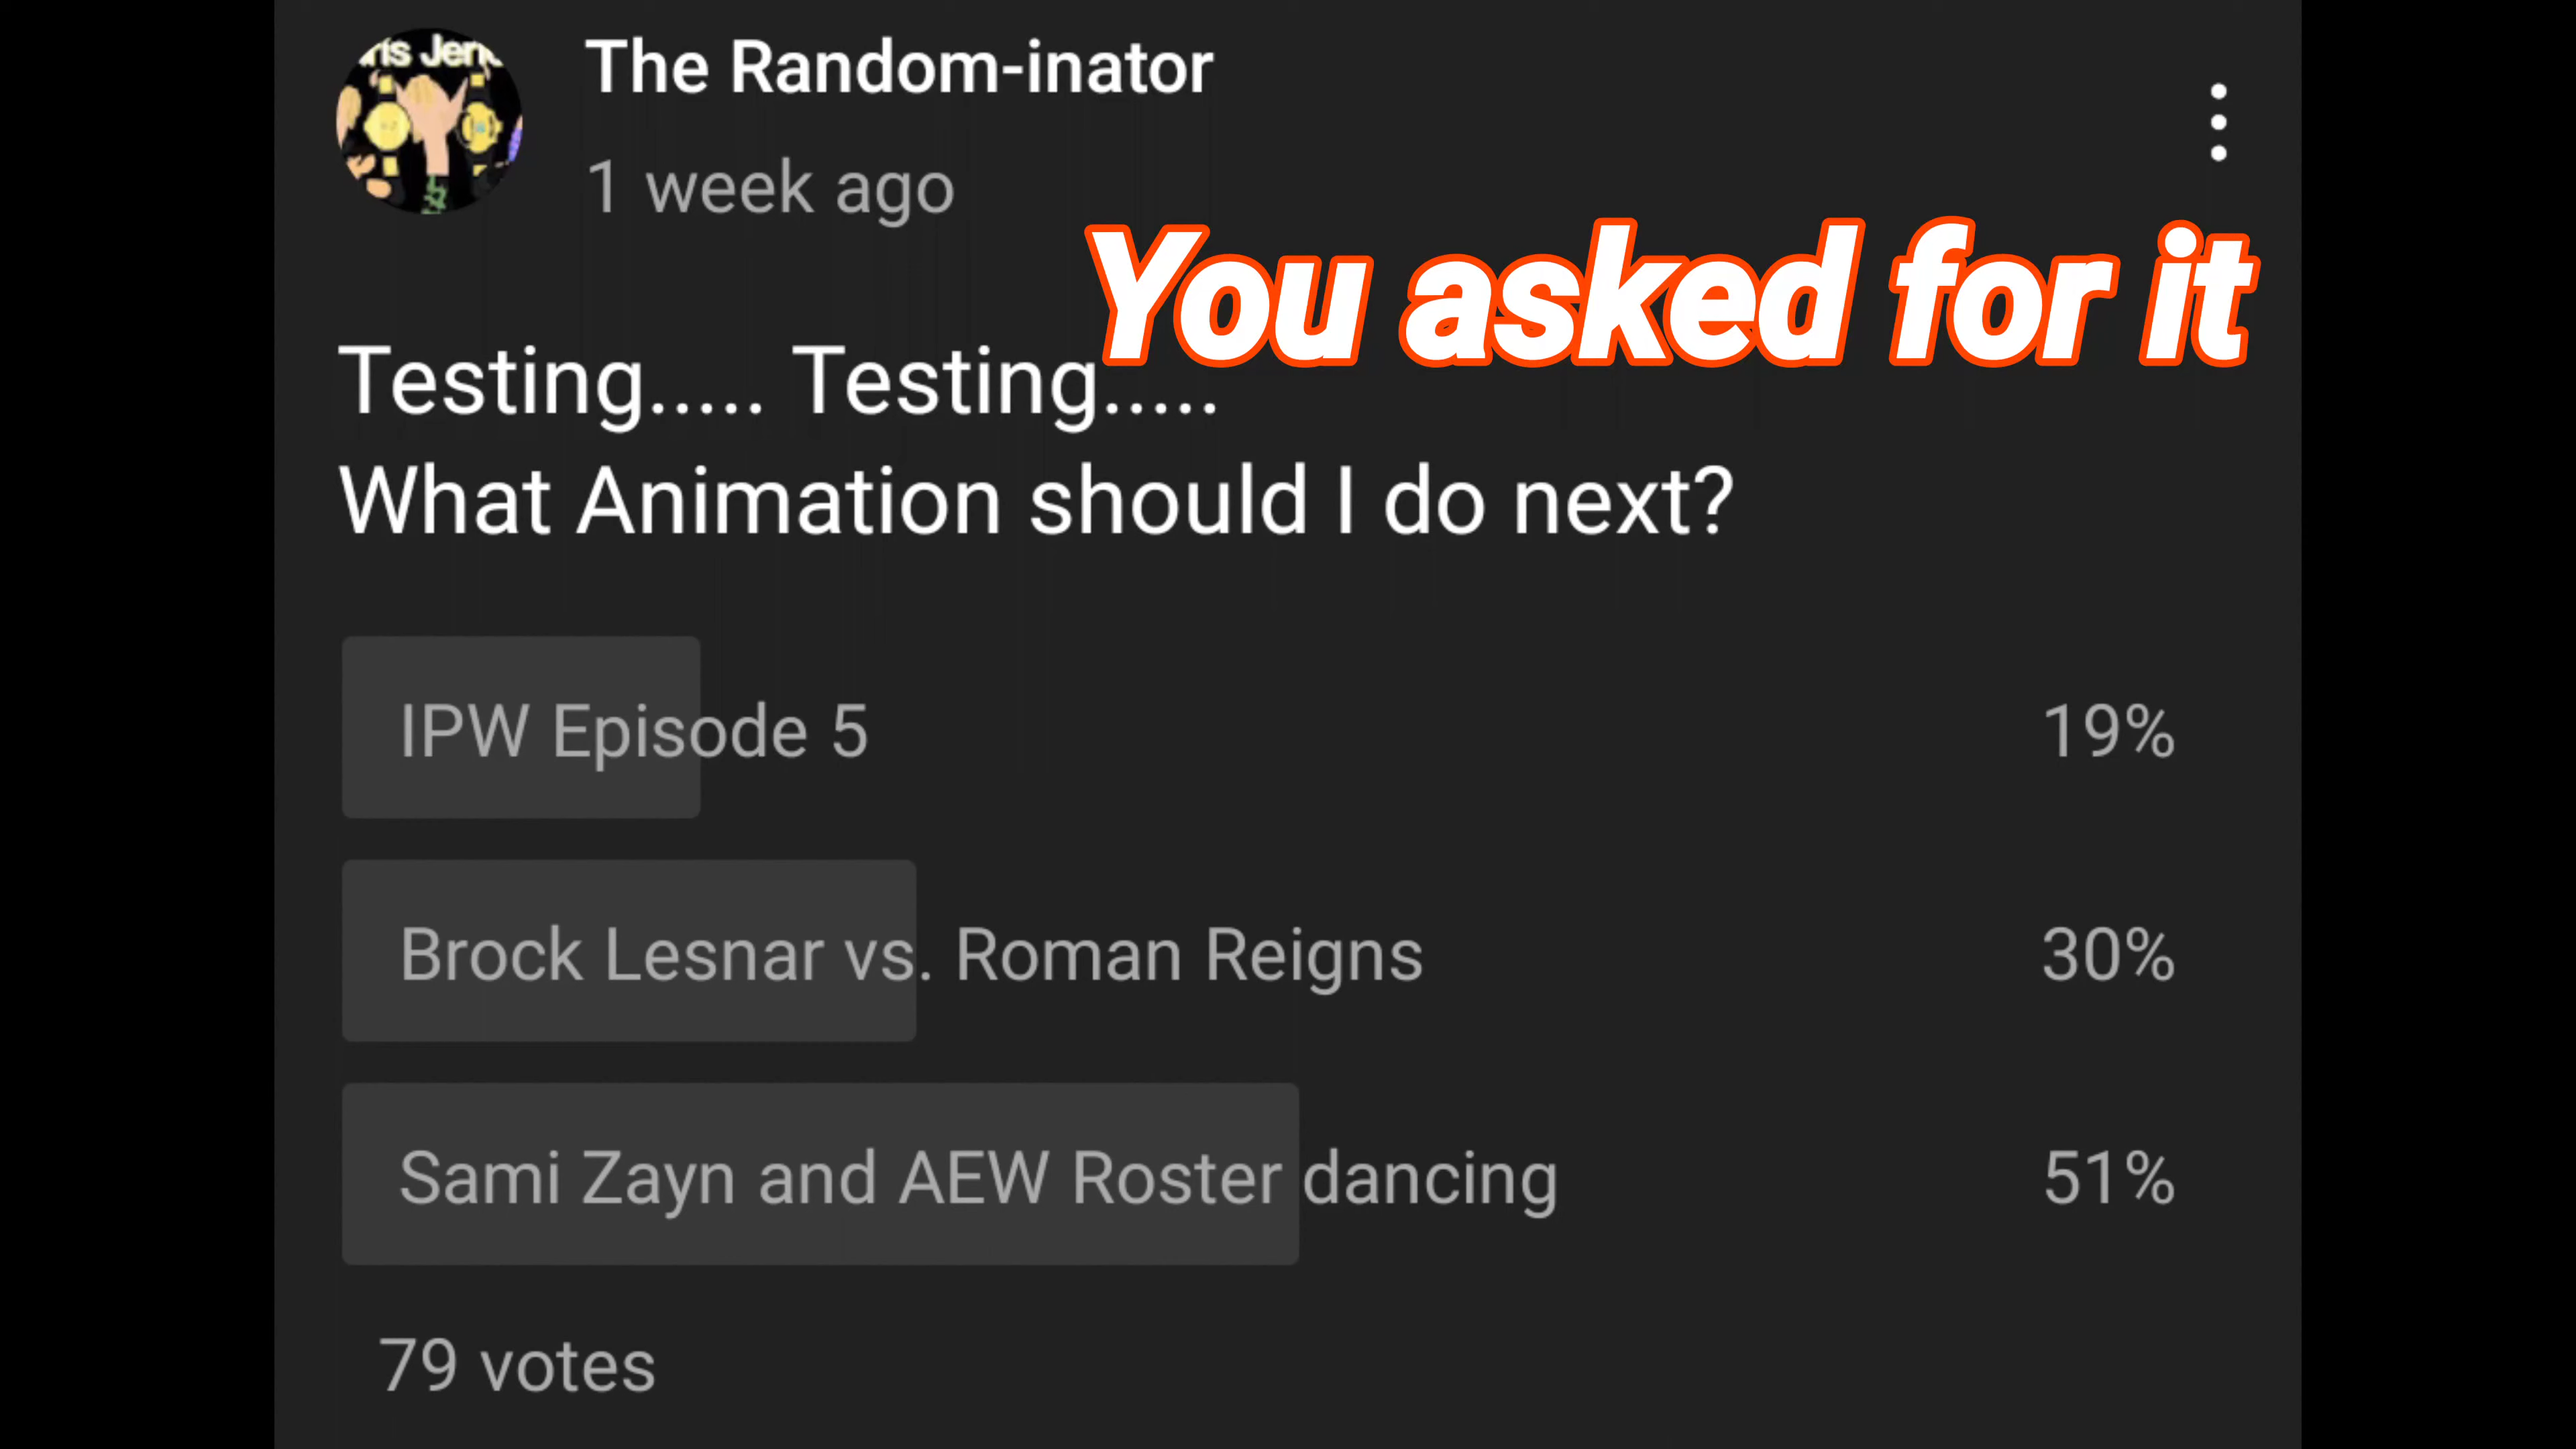 The Random-inator
1 week ago
You asked for it
Testing..... Testing.....
What Animation should I do next?
IPW Episode 5
19%
Brock Lesnar vs. Roman Reigns
30%
Sami Zayn and AEW Roster dancing
51%
79 votes